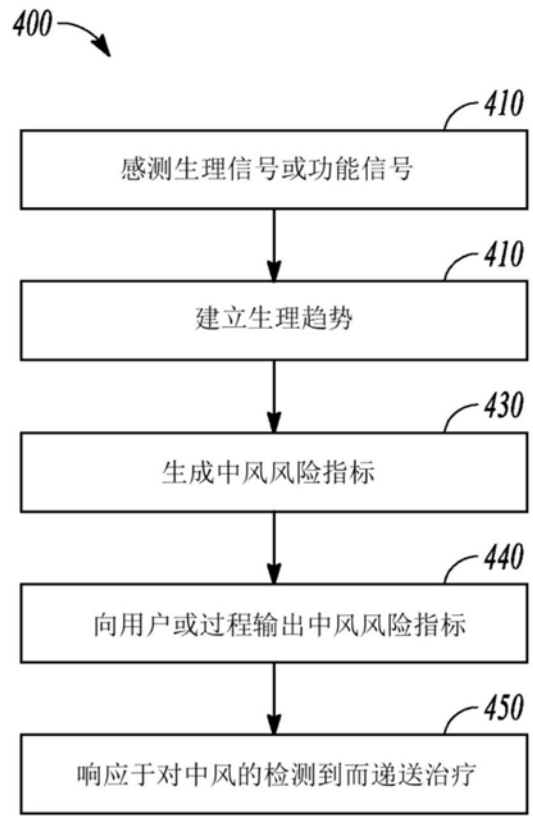 400
410
感测生理信号或功能信号
410
建立生理趋势
430
生成中风风险指标
440
向用户或过程输出中风风险指标
450
响应于对中风的检测到而递送治疗